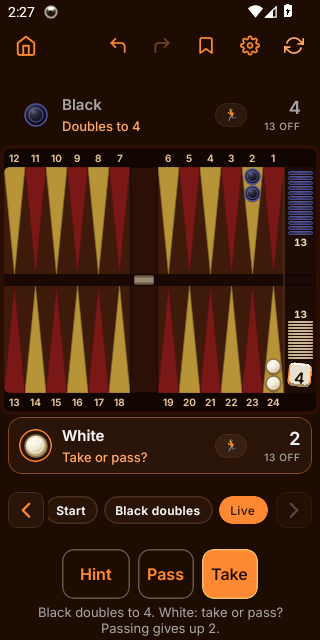 2:27
Black
Doubles to 4
4
13 OFF
12 11 10 9 8 7 6 5 4 3 2 1
13
13
4
13 14 15 16 17 18 19 20 21 22 23 24
White
Take or pass?
2
13 OFF
Start
Black doubles
Live
Hint
Pass
Take
Black doubles to 4. White: take or pass?
Passing gives up 2.